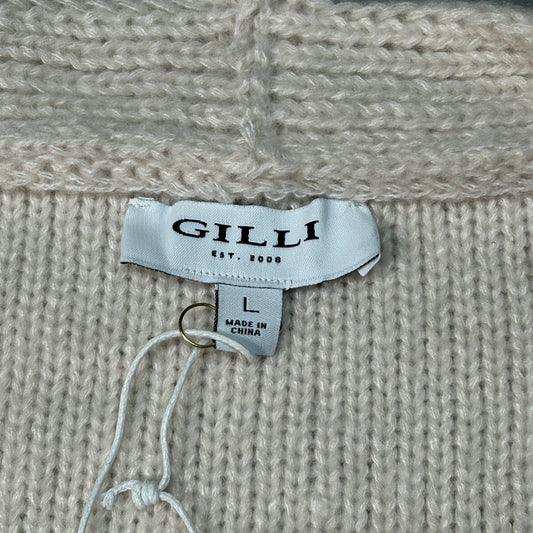 GILLI
EST. 2008
L
MADE IN
CHINA